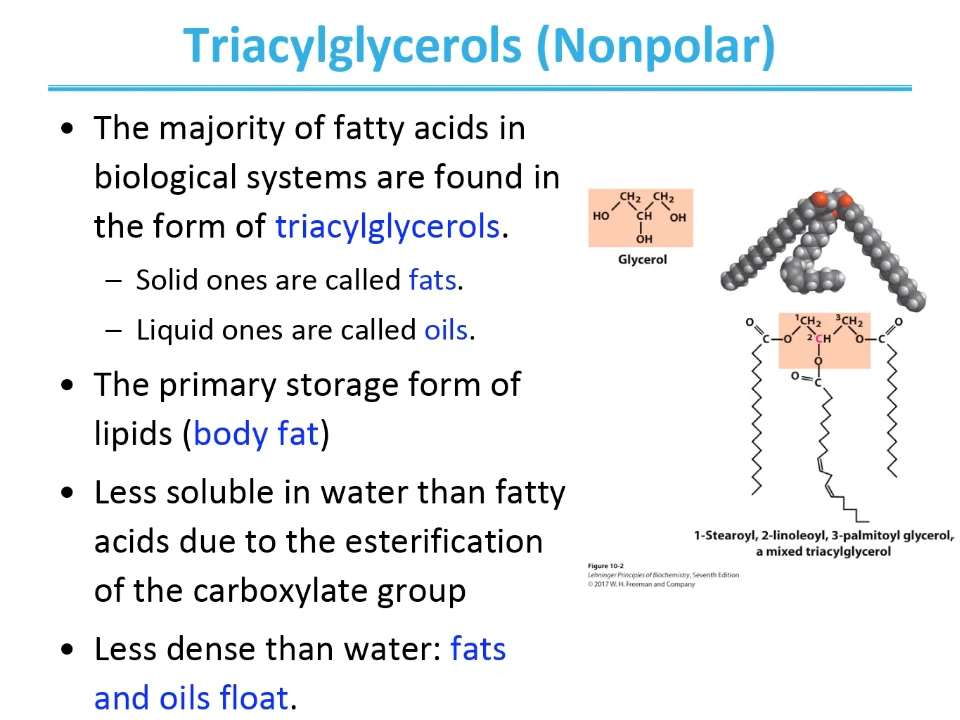 Triacylglycerols (Nonpolar)
• The majority of fatty acids in
biological systems are found in
the form of triacylglycerols.
– Solid ones are called fats.
– Liquid ones are called oils.
• The primary storage form of
lipids (body fat)
• Less soluble in water than fatty
acids due to the esterification
of the carboxylate group
• Less dense than water: fats
and oils float.
CH₂ CH₂
HO CH OH
OH
Glycerol
O ¹CH₂ ³CH₂ O
C—O ²CH O—C
O
O=C
1-Stearoyl, 2-linoleoyl, 3-palmitoyl glycerol,
a mixed triacylglycerol
Figure 10-2
Lehninger Principles of Biochemistry, Seventh Edition
© 2017 W. H. Freeman and Company